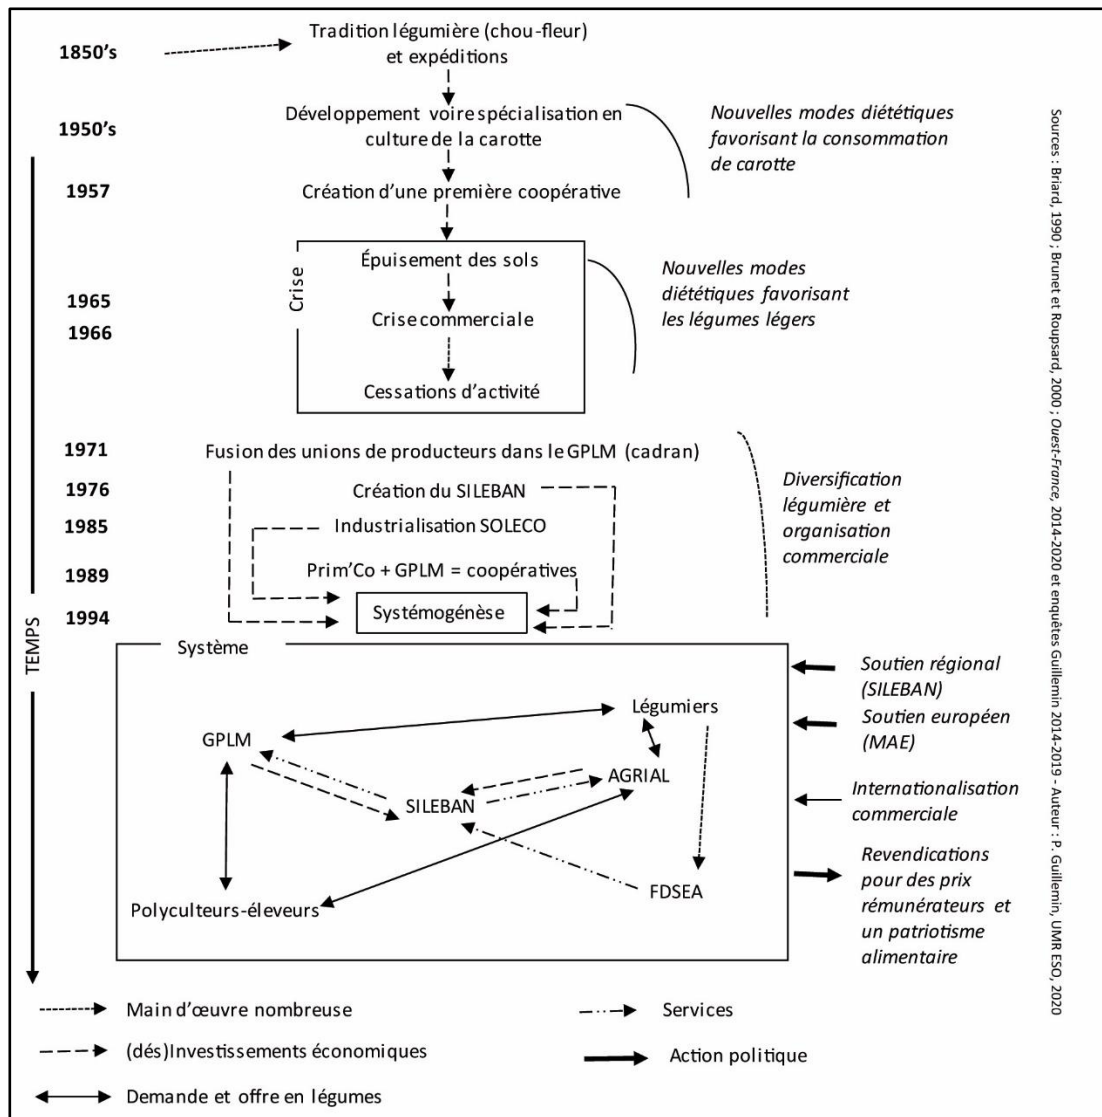 1850's
Tradition légumière (chou-fleur)
et expéditions
1950's
Développement voire spécialisation en
culture de la carotte
Nouvelles modes diététiques
favorisant la consommation
de carotte
1957
Création d'une première coopérative
Crise
Épuisement des sols
1965
Crise commerciale
1966
Cessations d'activité
Nouvelles modes
diététiques favorisant
les légumes légers
1971
Fusion des unions de producteurs dans le GPLM (cadran)
1976
Création du SILEBAN
1985
Industrialisation SOLECO
1989
Prim'Co + GPLM = coopératives
1994
Systémogénèse
Diversification
légumière et
organisation
commerciale
TEMPS
Système
Légumiers
GPLM
AGRIAL
SILEBAN
FDSEA
Polyculteurs-éleveurs
Soutien régional
(SILEBAN)
Soutien européen
(MAE)
Internationalisation
commerciale
Revendications
pour des prix
rémunérateurs et
un patriotisme
alimentaire
Main d'œuvre nombreuse
Services
(dés)Investissements économiques
Action politique
Demande et offre en légumes
Sources : Briard, 1990 ; Brunet et Roupsard, 2000 ; Ouest-France, 2014-2020 et enquêtes Guillemin 2014-2019 - Auteur : P. Guillemin, UMR ESO, 2020